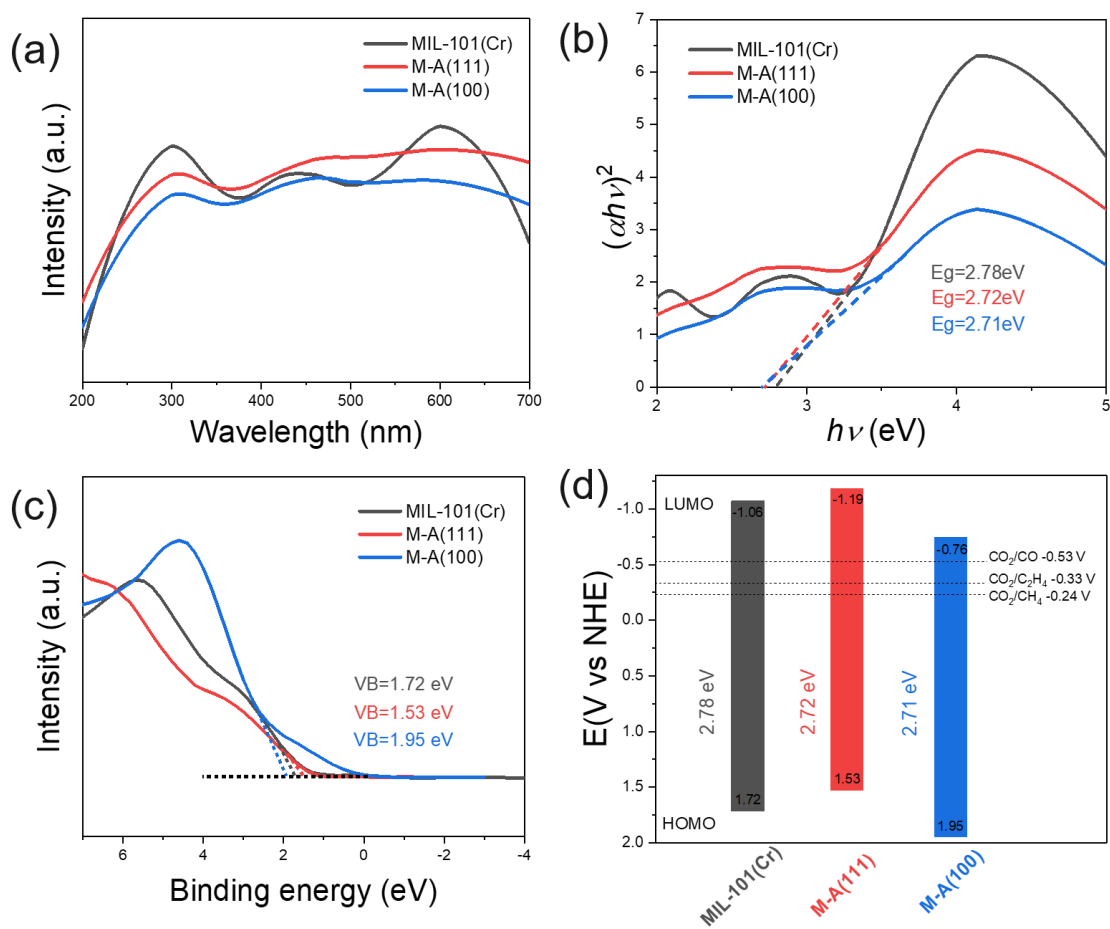 (a)
MIL-101(Cr)
M-A(111)
M-A(100)
Intensity (a.u.)
200 300 400 500 600 700
Wavelength (nm)
(b)
MIL-101(Cr)
M-A(111)
M-A(100)
(αhν)²
7
6
5
4
3
2
1
0
Eg=2.78eV
Eg=2.72eV
Eg=2.71eV
2 3 4 5
hν (eV)
(c)
MIL-101(Cr)
M-A(111)
M-A(100)
Intensity (a.u.)
VB=1.72 eV
VB=1.53 eV
VB=1.95 eV
6 4 2 0 -2 -4
Binding energy (eV)
(d)
E(V vs NHE)
-1.0
-0.5
0.0
0.5
1.0
1.5
2.0
LUMO
HOMO
-1.06
-1.19
-0.76
CO₂/CO -0.53 V
CO₂/C₂H₄ -0.33 V
CO₂/CH₄ -0.24 V
2.78 eV
2.72 eV
2.71 eV
1.72
1.53
1.95
MIL-101(Cr)
M-A(111)
M-A(100)